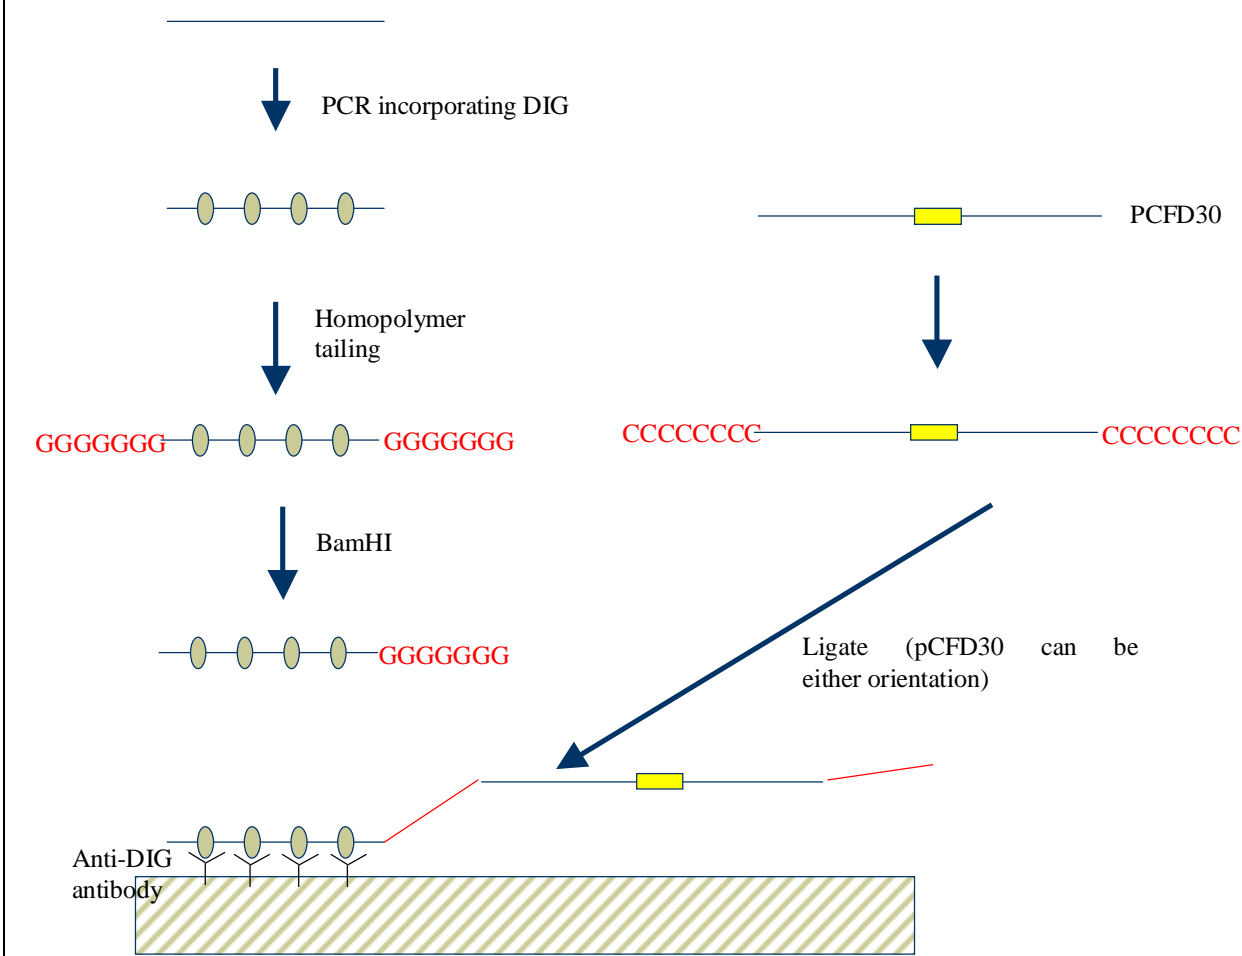 PCR incorporating DIG
PCFD30
Homopolymer
tailing
GGGGGGG GGGGGGG
CCCCCCCC CCCCCCCC
BamHI
GGGGGGG
Ligate (pCFD30 can be
either orientation)
Anti-DIG
antibody